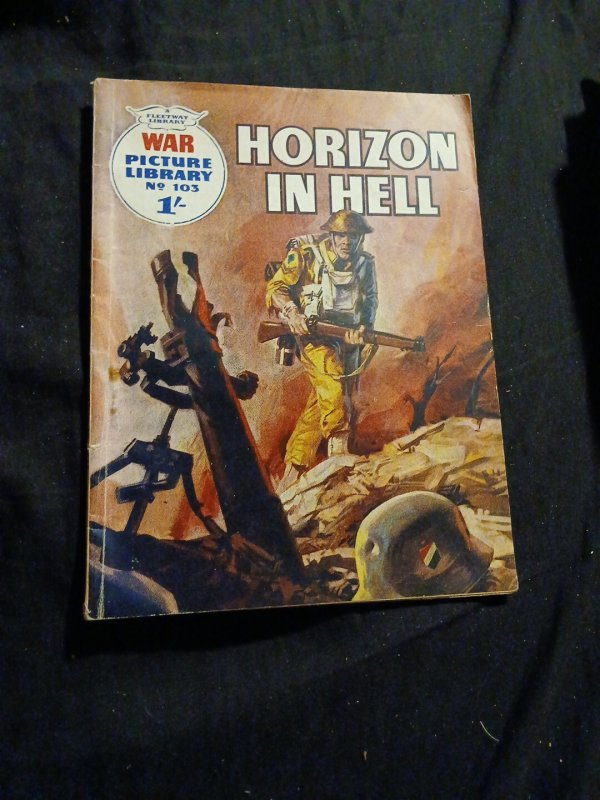 A
FLEETWAY
LIBRARY
WAR
PICTURE
LIBRARY
Nº 103
1/-
HORIZON
IN HELL